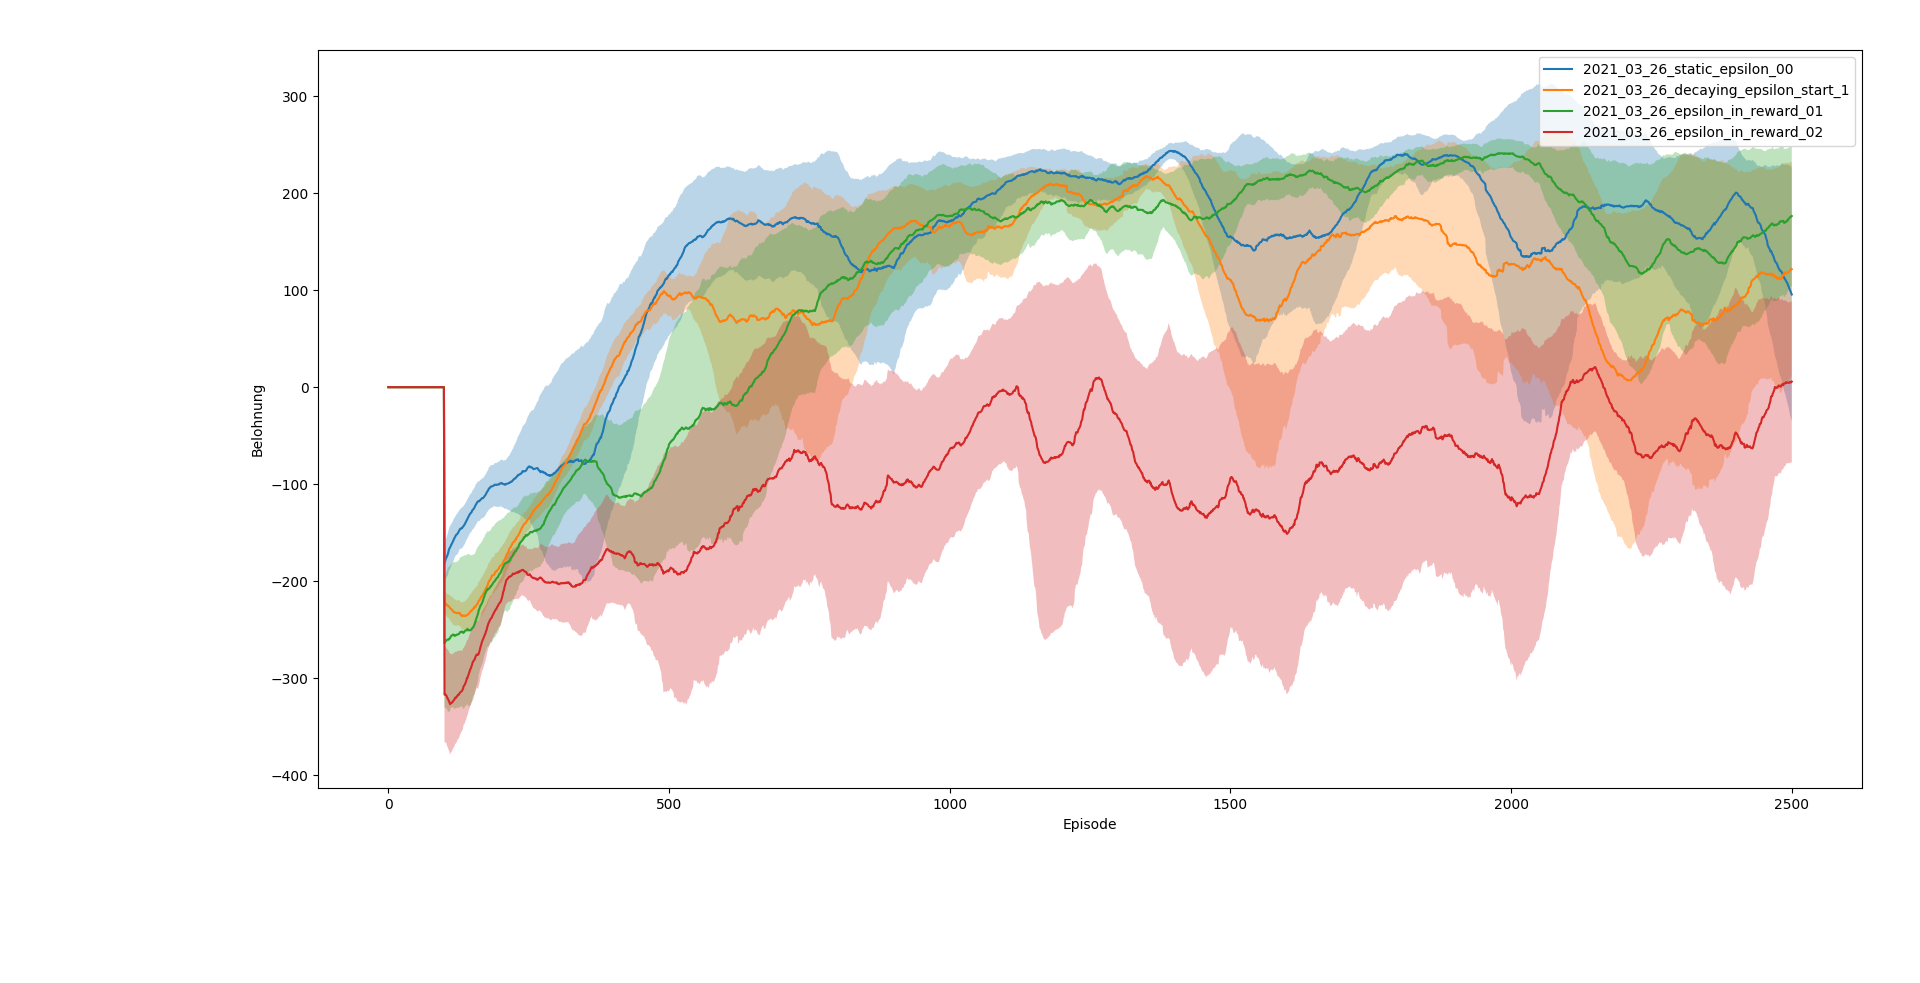 2021_03_26_static_epsilon_00
2021_03_26_decaying_epsilon_start_1
2021_03_26_epsilon_in_reward_01
2021_03_26_epsilon_in_reward_02
300
200
100
0
−100
−200
−300
−400
Belohnung
0 500 1000 1500 2000 2500
Episode